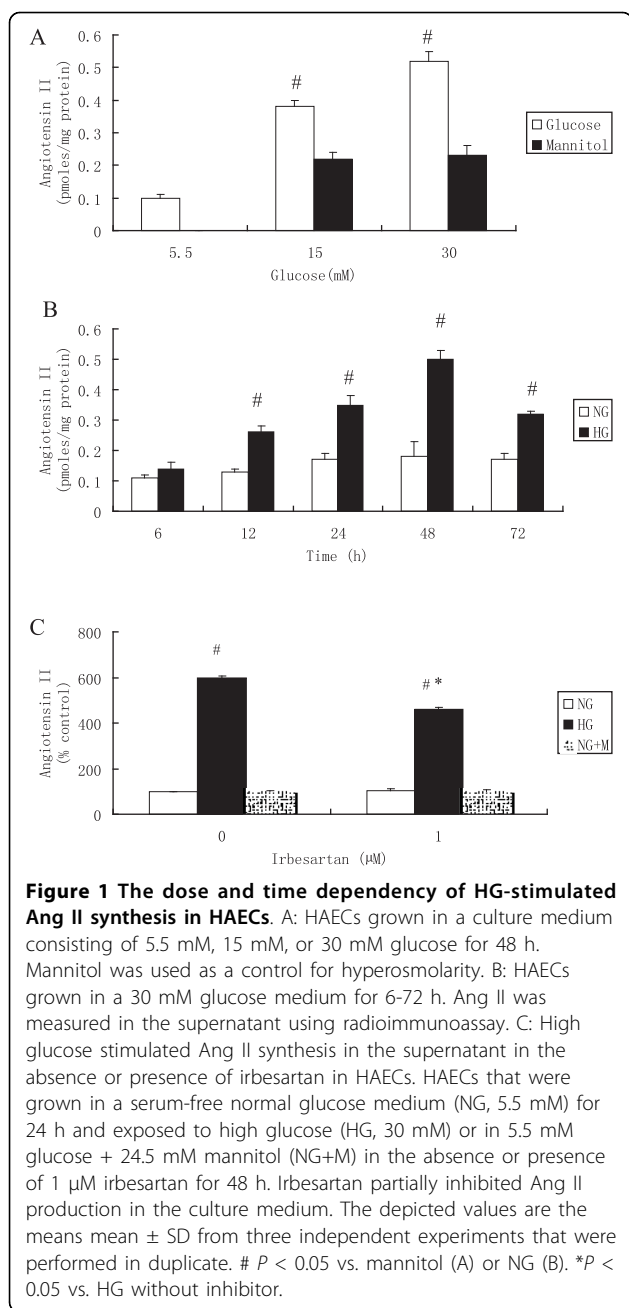 A
0.6
0.5
0.4
0.3
0.2
0.1
0
Angiotensin II
(pmoles/mg protein)
#
#
Glucose
Mannitol
5.5
15
30
Glucose(mM)
B
0.6
0.5
0.4
0.3
0.2
0.1
0
Angiotensin II
(pmoles/mg protein)
#
#
#
#
NG
HG
6
12
24
48
72
Time (h)
C
800
600
400
200
0
Angiotensin II
(% control)
#
# *
NG
HG
NG+M
0
1
Irbesartan (μM)
Figure 1 The dose and time dependency of HG-stimulated
Ang II synthesis in HAECs. A: HAECs grown in a culture medium
consisting of 5.5 mM, 15 mM, or 30 mM glucose for 48 h.
Mannitol was used as a control for hyperosmolarity. B: HAECs
grown in a 30 mM glucose medium for 6-72 h. Ang II was
measured in the supernatant using radioimmunoassay. C: High
glucose stimulated Ang II synthesis in the supernatant in the
absence or presence of irbesartan in HAECs. HAECs that were
grown in a serum-free normal glucose medium (NG, 5.5 mM) for
24 h and exposed to high glucose (HG, 30 mM) or in 5.5 mM
glucose + 24.5 mM mannitol (NG+M) in the absence or presence
of 1 μM irbesartan for 48 h. Irbesartan partially inhibited Ang II
production in the culture medium. The depicted values are the
means mean ± SD from three independent experiments that were
performed in duplicate. # P < 0.05 vs. mannitol (A) or NG (B). *P <
0.05 vs. HG without inhibitor.